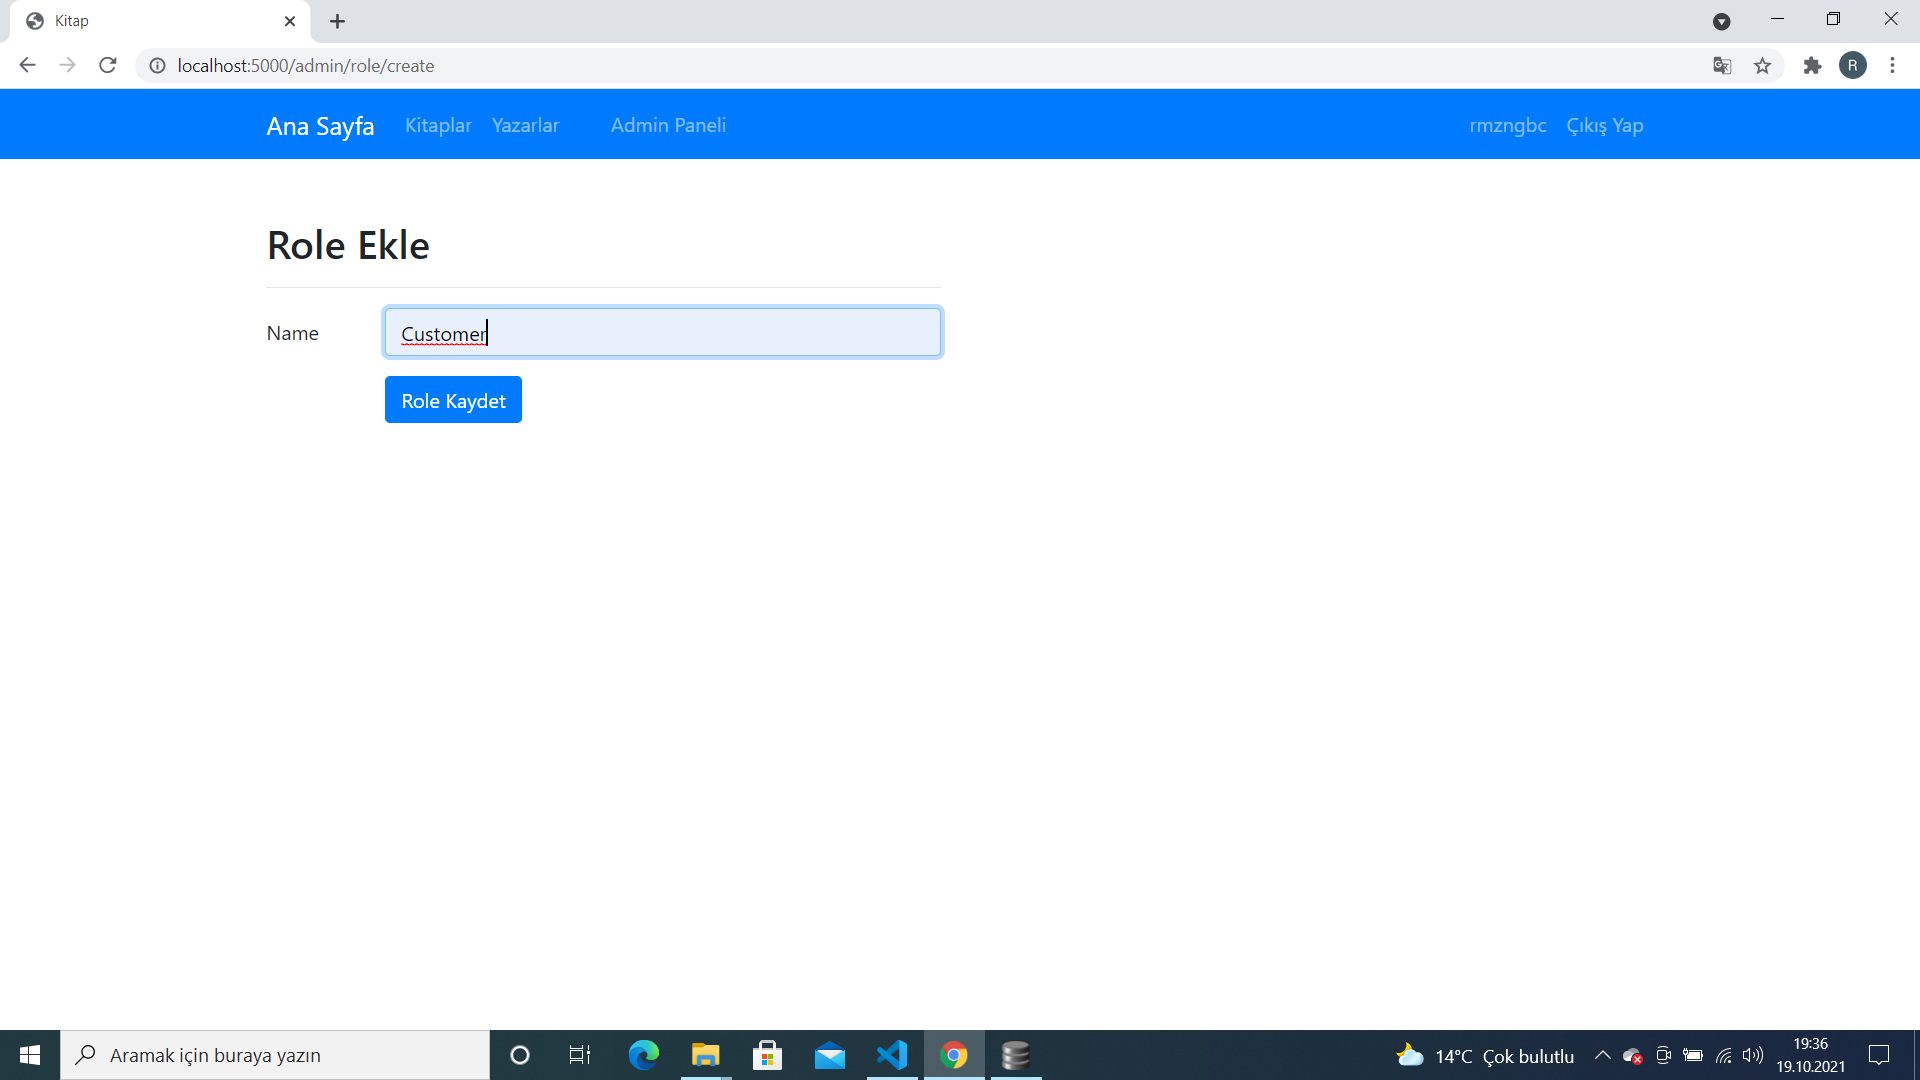 Kitap
localhost:5000/admin/role/create
R
Ana Sayfa Kitaplar Yazarlar Admin Paneli rmzngbc Çıkış Yap
Role Ekle
Name Customer
Role Kaydet
Aramak için buraya yazın
14°C Çok bulutlu
19:36
19.10.2021